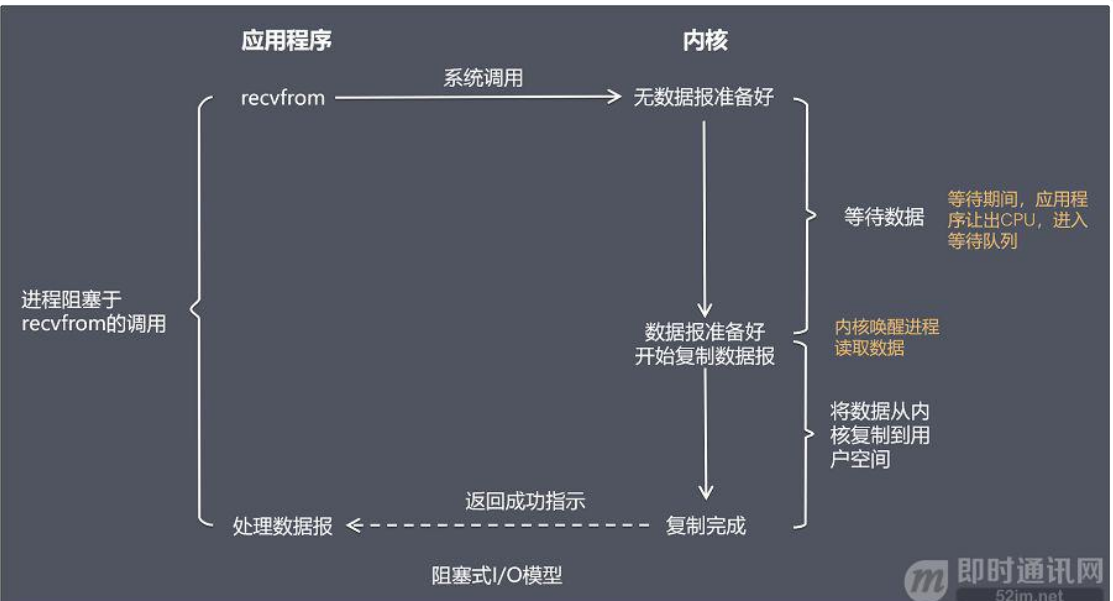 应用程序
内核
系统调用
recvfrom
无数据报准备好
等待数据
等待期间，应用程
序让出CPU，进入
等待队列
进程阻塞于
recvfrom的调用
数据报准备好
开始复制数据报
内核唤醒进程
读取数据
将数据从内
核复制到用
户空间
返回成功指示
处理数据报
复制完成
阻塞式I/O模型
即时通讯网
52im.net